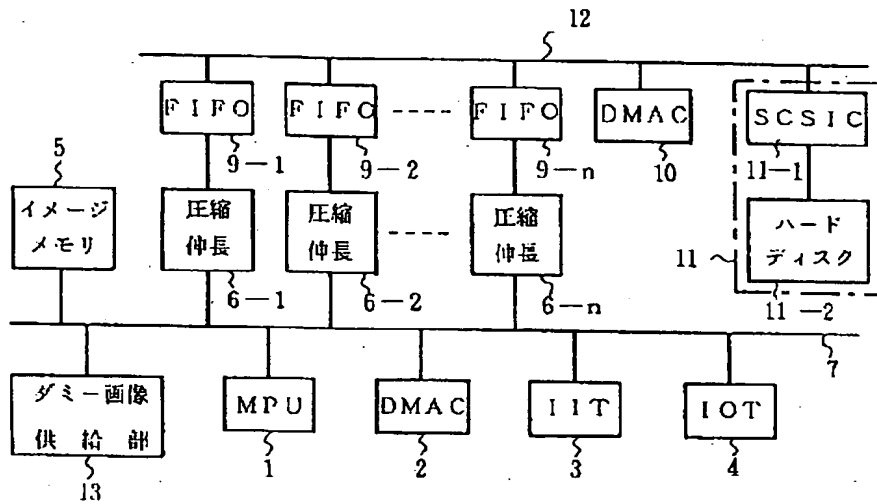 12
FIFO
FIFO
FIFO
DMAC
SCSIC
5
9-1
9-2
9-n
10
11-1
イメージ
メモリ
圧縮
伸長
圧縮
伸長
圧縮
伸長
ハード
ディスク
11
6-1
6-2
6-n
11-2
7
ダミー画像
供給部
MPU
DMAC
IIT
IOT
13
1
2
3
4